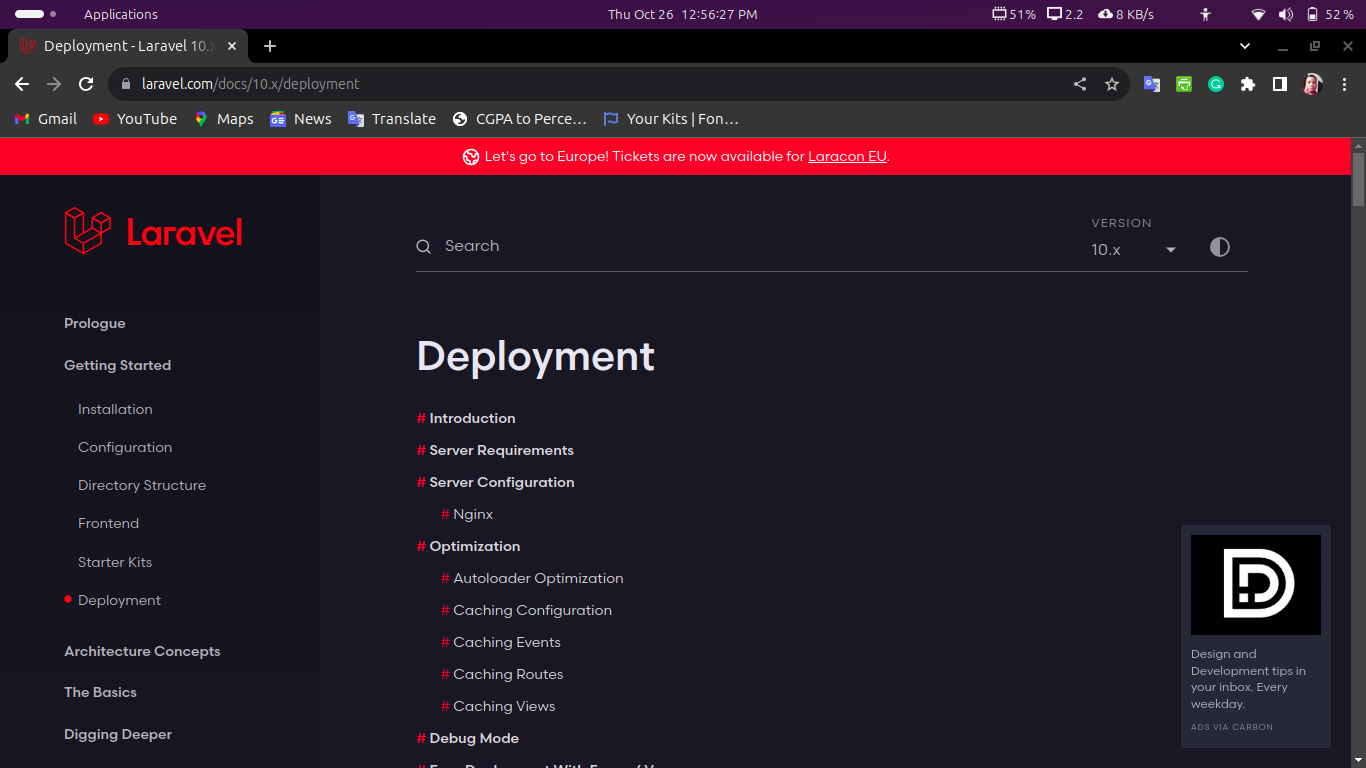 Applications
Thu Oct 26 12:56:27 PM
51% 2.2 8 KB/s 52 %
Deployment - Laravel 10.x
laravel.com/docs/10.x/deployment
Gmail YouTube Maps News Translate CGPA to Perce... Your Kits | Fon...
Let's go to Europe! Tickets are now available for Laracon EU.
Laravel
Prologue
Getting Started
Installation
Configuration
Directory Structure
Frontend
Starter Kits
Deployment
Architecture Concepts
The Basics
Digging Deeper
Search
VERSION
10.x
Deployment
# Introduction
# Server Requirements
# Server Configuration
# Nginx
# Optimization
# Autoloader Optimization
# Caching Configuration
# Caching Events
# Caching Routes
# Caching Views
# Debug Mode
Design and
Development tips in
your inbox. Every
weekday.
ADS VIA CARBON